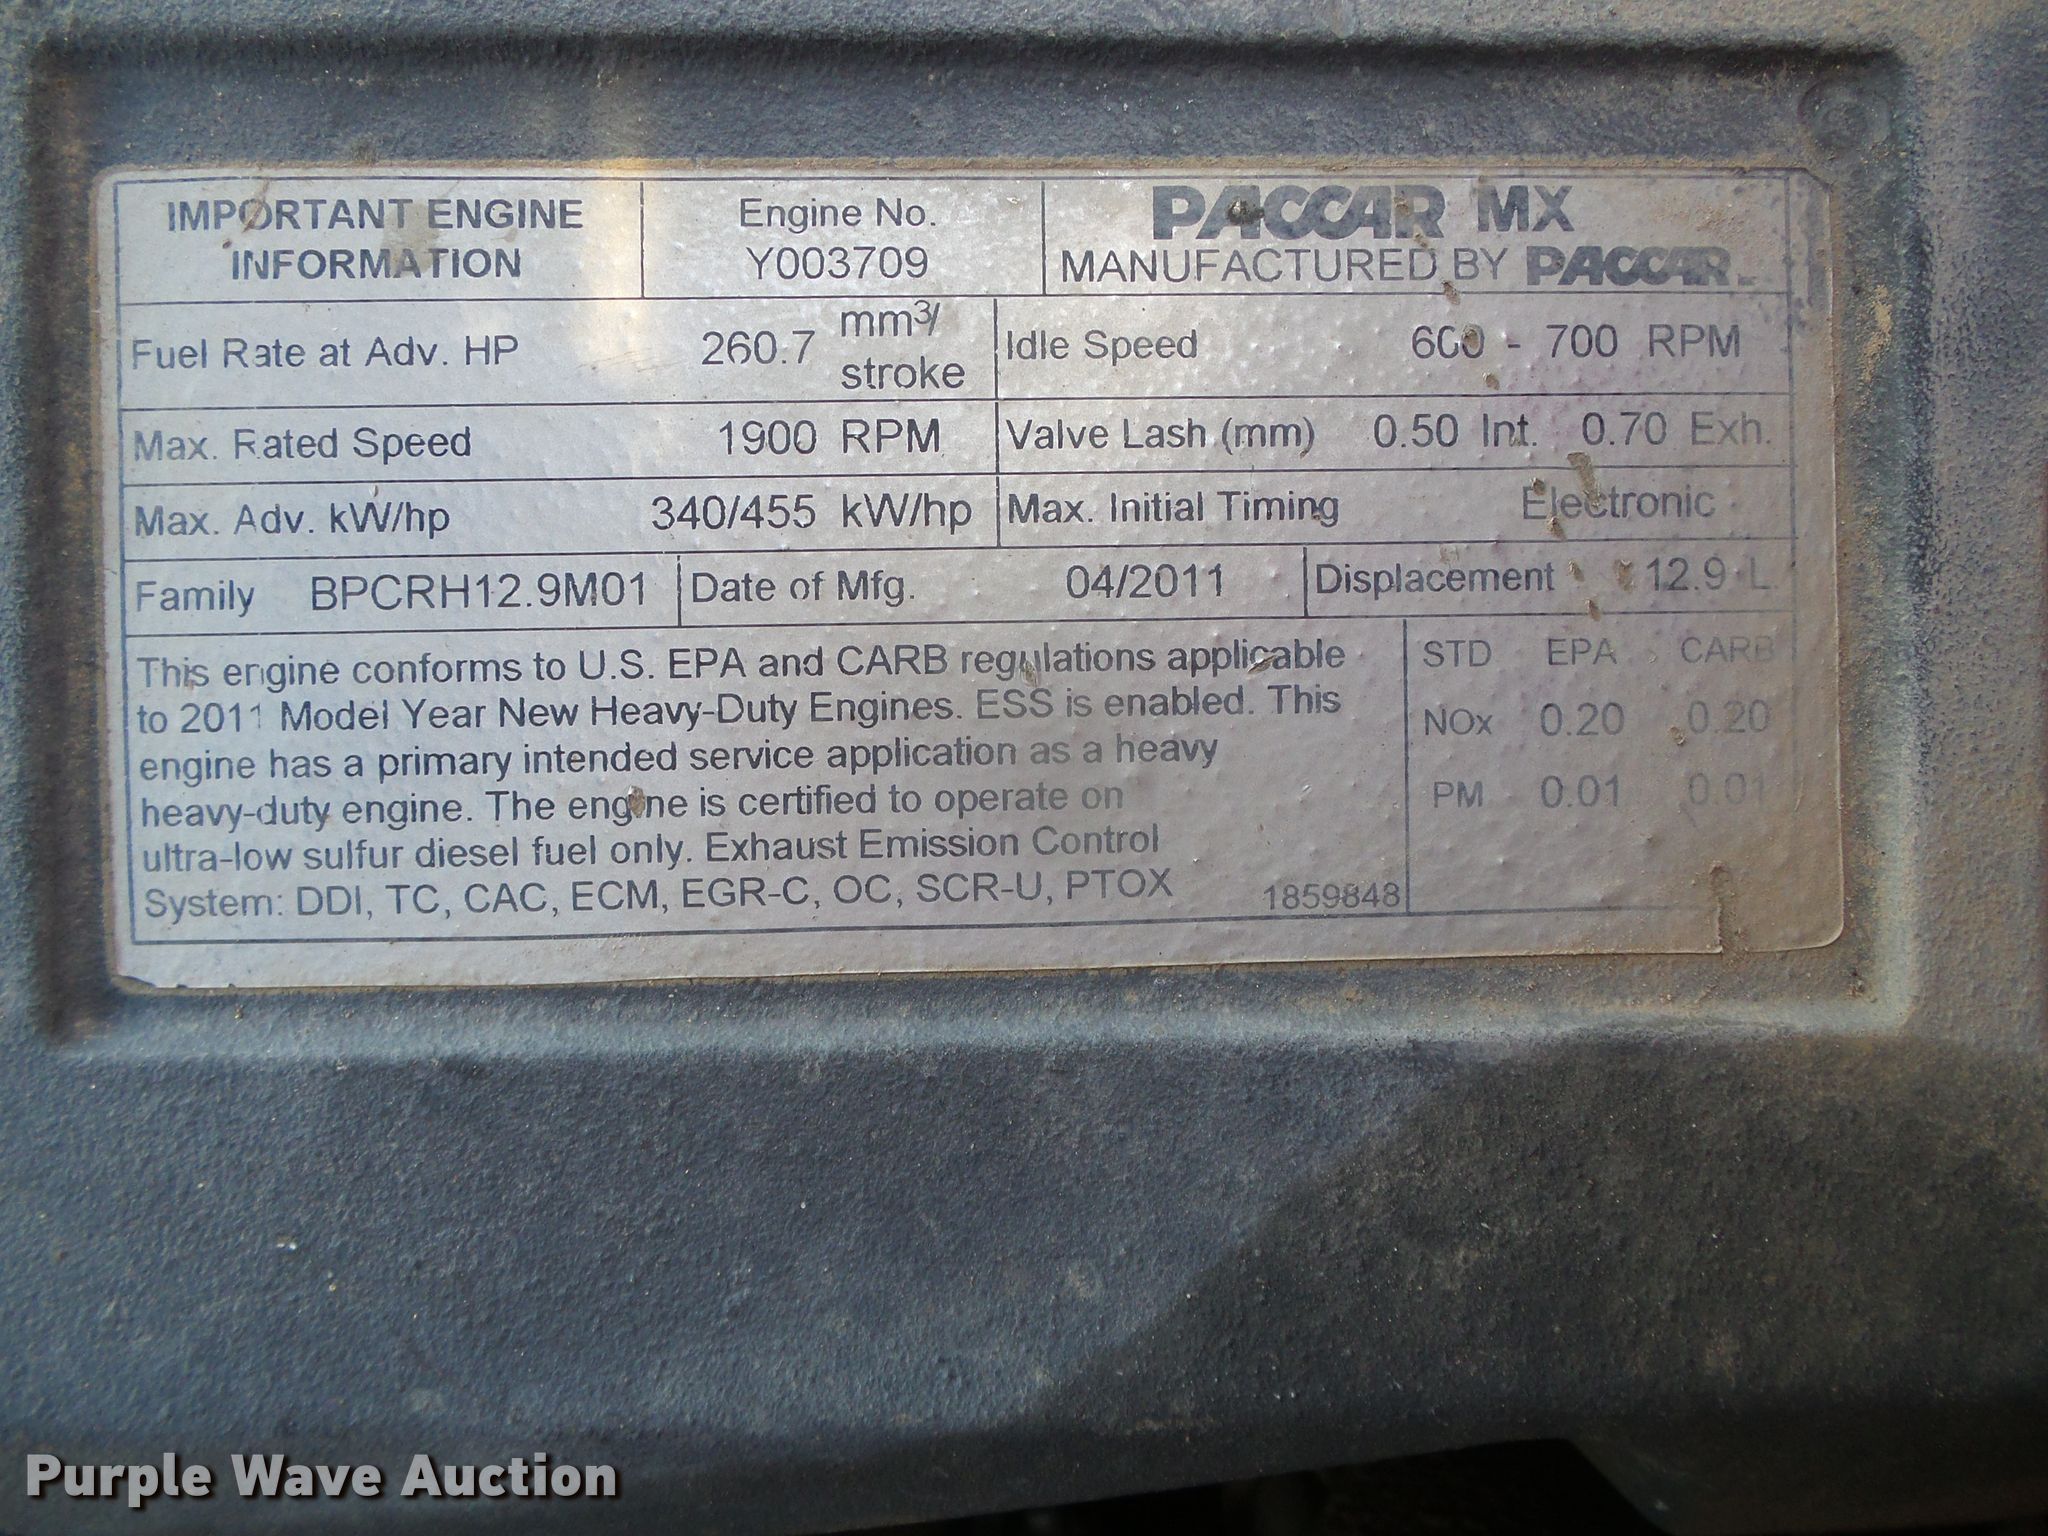 IMPORTANT ENGINE
INFORMATION
Engine No.
Y003709
PACCAR MX
MANUFACTURED BY PACCAR
Fuel Rate at Adv. HP 260.7 mm³/
stroke
Idle Speed 600 - 700 RPM
Max. Rated Speed 1900 RPM
Valve Lash (mm) 0.50 Int. 0.70 Exh.
Max. Adv. kW/hp 340/455 kW/hp
Max. Initial Timing Electronic
Family BPCRH12.9M01
Date of Mfg. 04/2011
Displacement 12.9 L
This engine conforms to U.S. EPA and CARB regulations applicable
to 2011 Model Year New Heavy-Duty Engines. ESS is enabled. This
engine has a primary intended service application as a heavy
heavy-duty engine. The engine is certified to operate on
ultra-low sulfur diesel fuel only. Exhaust Emission Control
System: DDI, TC, CAC, ECM, EGR-C, OC, SCR-U, PTOX
1859848
STD EPA CARB
NOx 0.20 0.20
PM 0.01 0.01
Purple Wave Auction